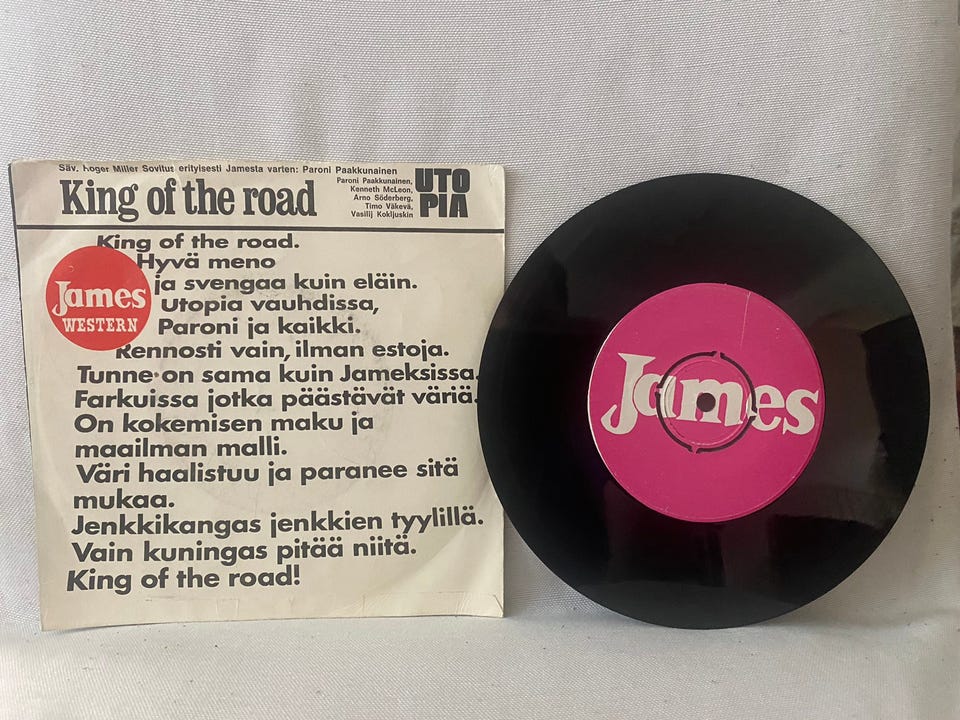 Säv. Roger Miller Sovitus erityisesti Jamesta varten: Paroni Paakkunainen
King of the road
Paroni Paakkunainen,
Kenneth McLeon,
Arno Söderberg,
Timo Väkevä,
Vasilij Kokljuskin
UTO
PIA
King of the road.
Hyvä meno
ja svengaa kuin eläin.
Utopia vauhdissa,
Paroni ja kaikki.
Rennosti vain, ilman estoja.
Tunne on sama kuin Jameksissa.
Farkuissa jotka päästävät väriä.
On kokemisen maku ja
maailman malli.
Väri haalistuu ja paranee sitä
mukaa.
Jenkkikangas jenkkien tyylillä.
Vain kuningas pitää niitä.
King of the road!
James
WESTERN
James